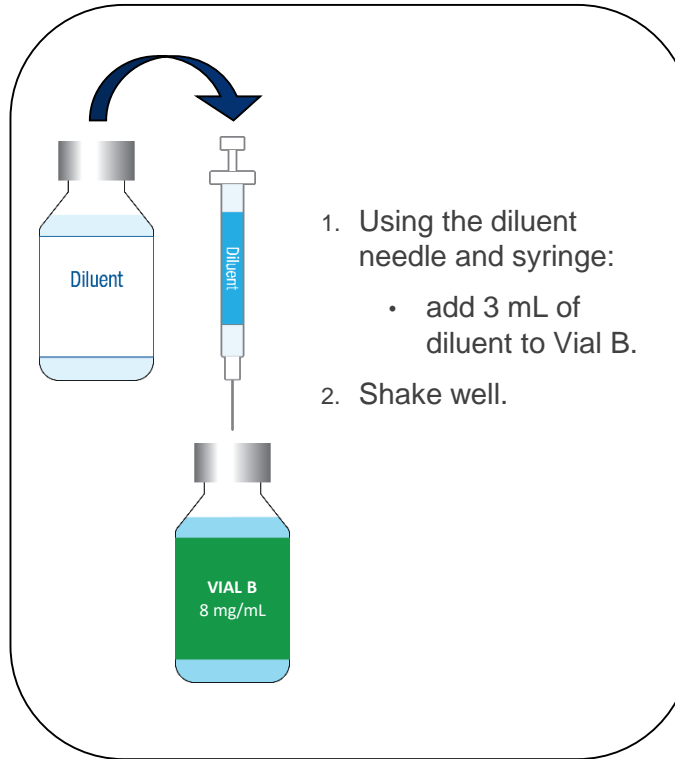 Diluent
Diluent
1. Using the diluent
needle and syringe:
• add 3 mL of
diluent to Vial B.
2. Shake well.
VIAL B
8 mg/mL